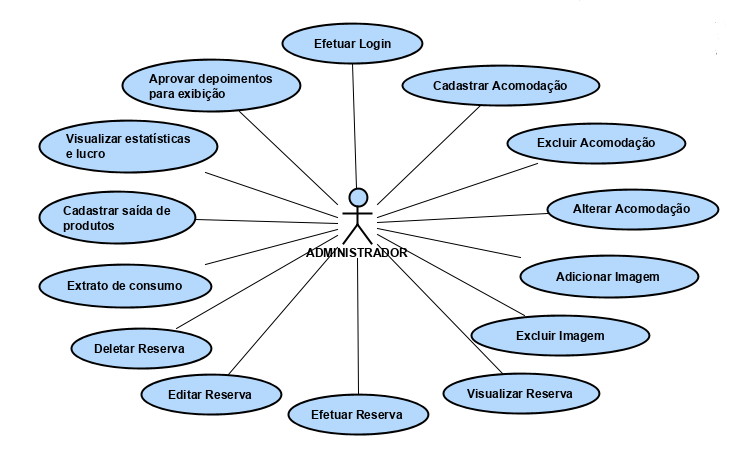 Efetuar Login
Aprovar depoimentos
para exibição
Cadastrar Acomodação
Visualizar estatísticas
e lucro
Excluir Acomodação
Cadastrar saída de
produtos
Alterar Acomodação
ADMINISTRADOR
Extrato de consumo
Adicionar Imagem
Deletar Reserva
Excluir Imagem
Editar Reserva
Visualizar Reserva
Efetuar Reserva